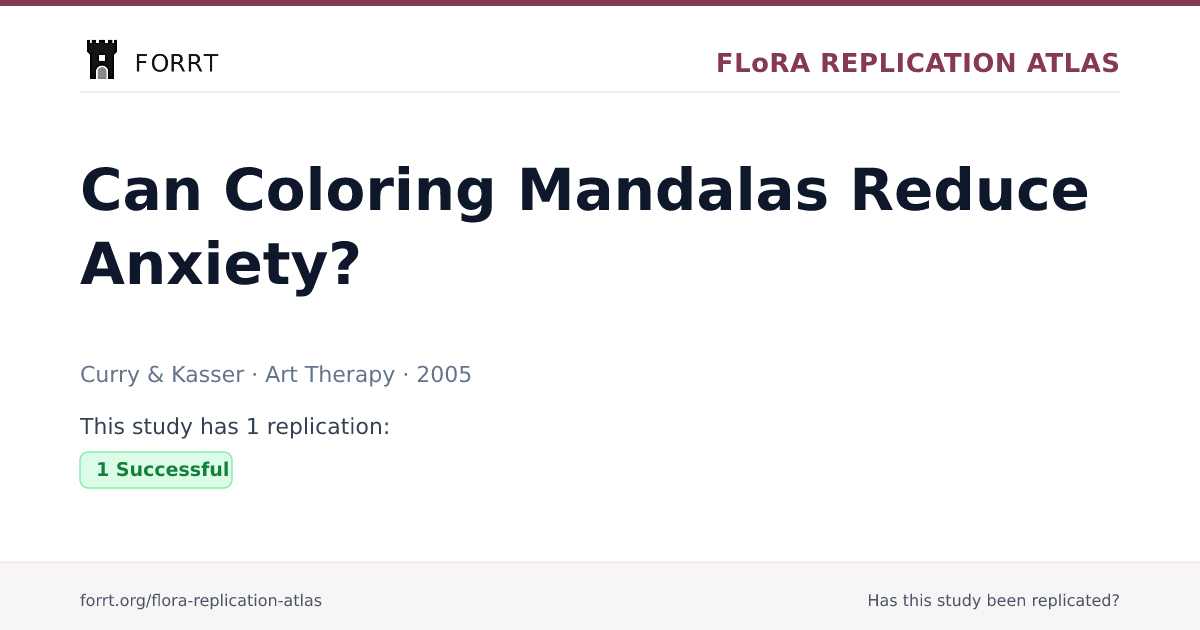 FORRT
FLoRA REPLICATION ATLAS
Can Coloring Mandalas Reduce
Anxiety?
Curry & Kasser · Art Therapy · 2005
This study has 1 replication:
1 Successful
forrt.org/flora-replication-atlas
Has this study been replicated?